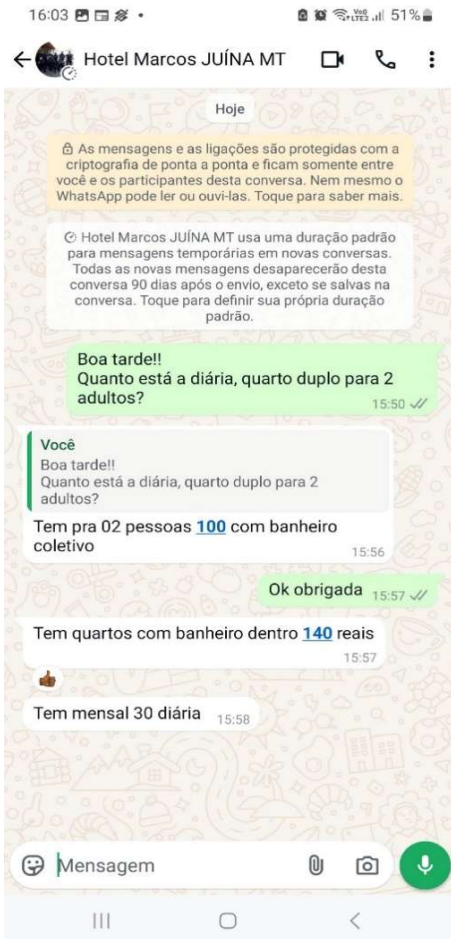 16:03
51%
Hotel Marcos JUÍNA MT
Hoje
As mensagens e as ligações são protegidas com a
criptografia de ponta a ponta e ficam somente entre
você e os participantes desta conversa. Nem mesmo o
WhatsApp pode ler ou ouvi-las. Toque para saber mais.
Hotel Marcos JUÍNA MT usa uma duração padrão
para mensagens temporárias em novas conversas.
Todas as novas mensagens desaparecerão desta
conversa 90 dias após o envio, exceto se salvas na
conversa. Toque para definir sua própria duração
padrão.
Boa tarde!!
Quanto está a diária, quarto duplo para 2
adultos?
15:50
Você
Boa tarde!!
Quanto está a diária, quarto duplo para 2
adultos?
Tem pra 02 pessoas 100 com banheiro
coletivo
15:56
Ok obrigada 15:57
Tem quartos com banheiro dentro 140 reais
15:57
Tem mensal 30 diária 15:58
Mensagem